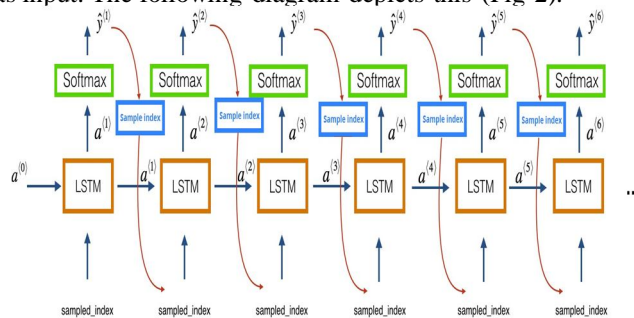 its input. The following diagram depicts this (Fig 2).
ŷ⁽¹⁾ ŷ⁽²⁾ ŷ⁽³⁾ ŷ⁽⁴⁾ ŷ⁽⁵⁾ ŷ⁽⁶⁾
Softmax Softmax Softmax Softmax Softmax Softmax
Sample index Sample index Sample index Sample index Sample index
a⁽¹⁾ a⁽²⁾ a⁽³⁾ a⁽⁴⁾ a⁽⁵⁾ a⁽⁶⁾
a⁽⁰⁾ a⁽¹⁾ a⁽²⁾ a⁽³⁾ a⁽⁴⁾ a⁽⁵⁾
LSTM LSTM LSTM LSTM LSTM LSTM ...
sampled_index sampled_index sampled_index sampled_index sampled_index sampled_index